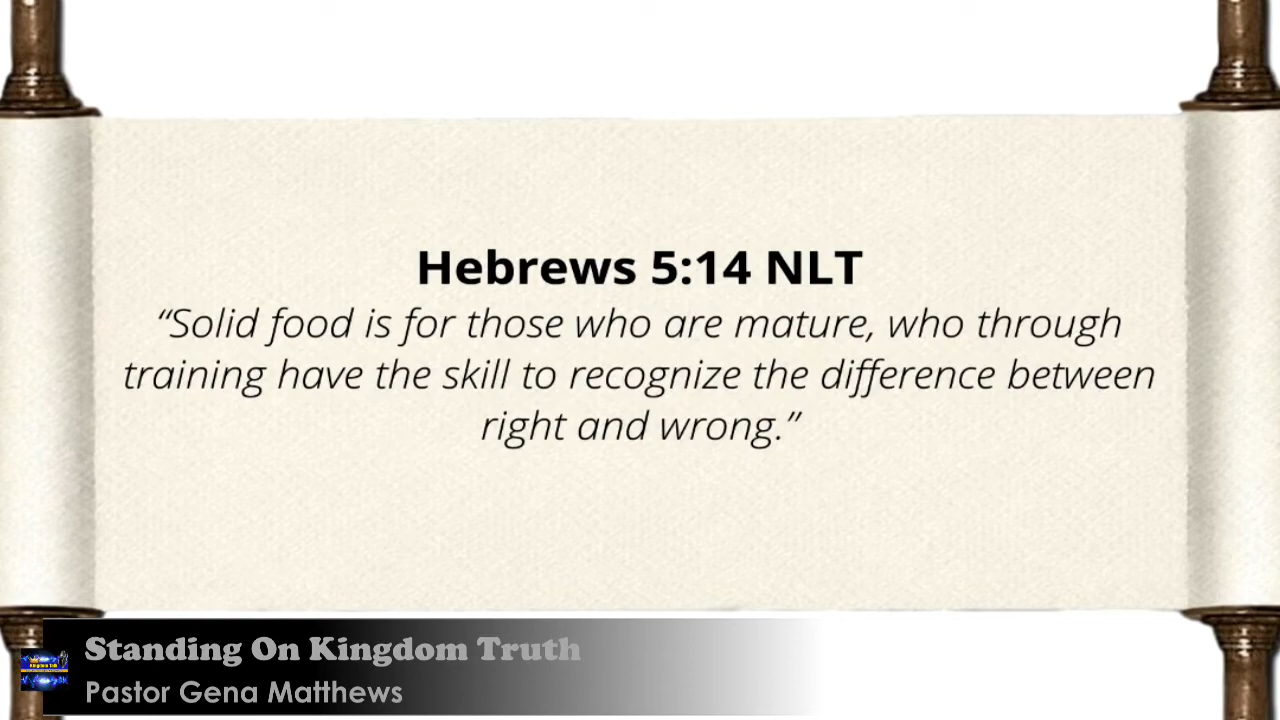 Hebrews 5:14 NLT
“Solid food is for those who are mature, who through
training have the skill to recognize the difference between
right and wrong.”
Standing On Kingdom Truth
Pastor Gena Matthews